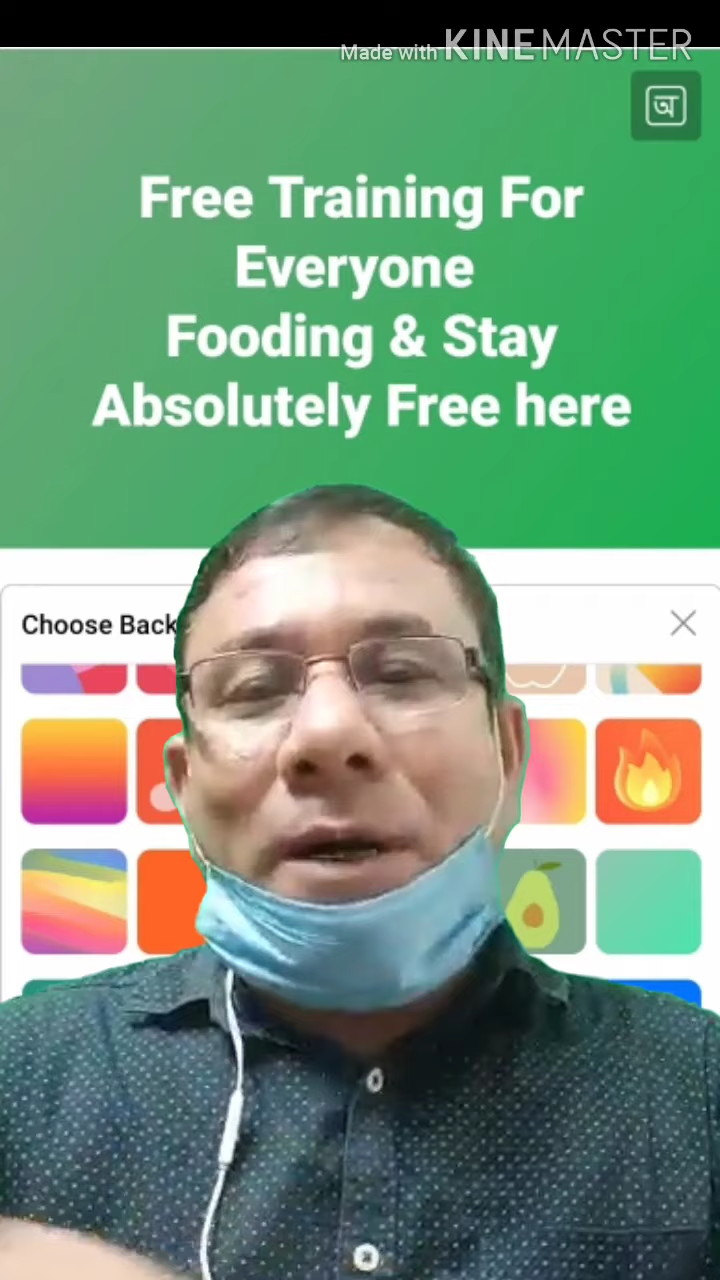 Made with KINEMASTER
অ
Free Training For
Everyone
Fooding & Stay
Absolutely Free here
Choose Back